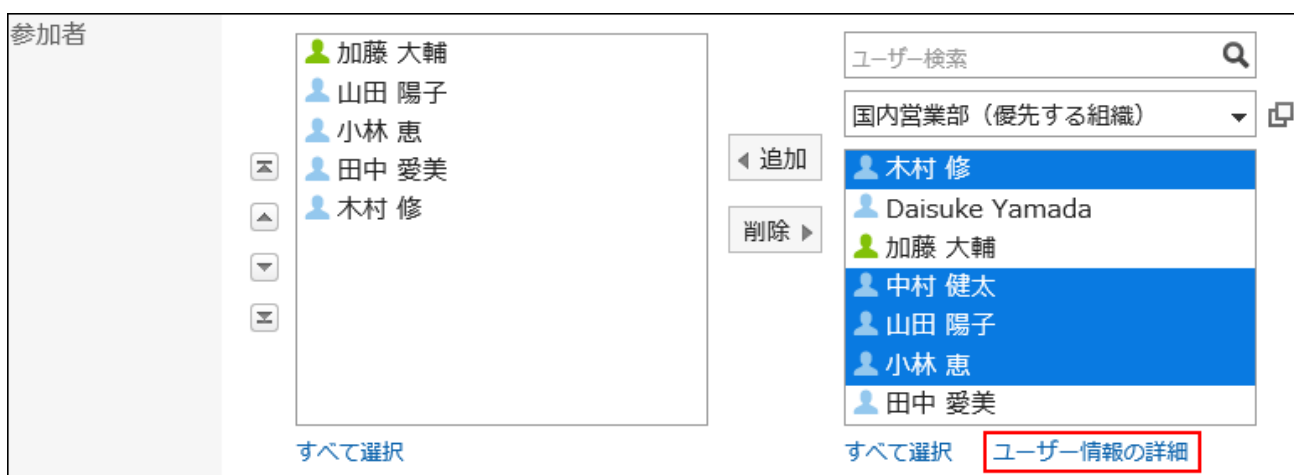 参加者
加藤 大輔
山田 陽子
小林 恵
田中 愛美
木村 修
すべて選択
追加
削除
ユーザー検索
国内営業部（優先する組織）
木村 修
Daisuke Yamada
加藤 大輔
中村 健太
山田 陽子
小林 恵
田中 愛美
すべて選択 ユーザー情報の詳細